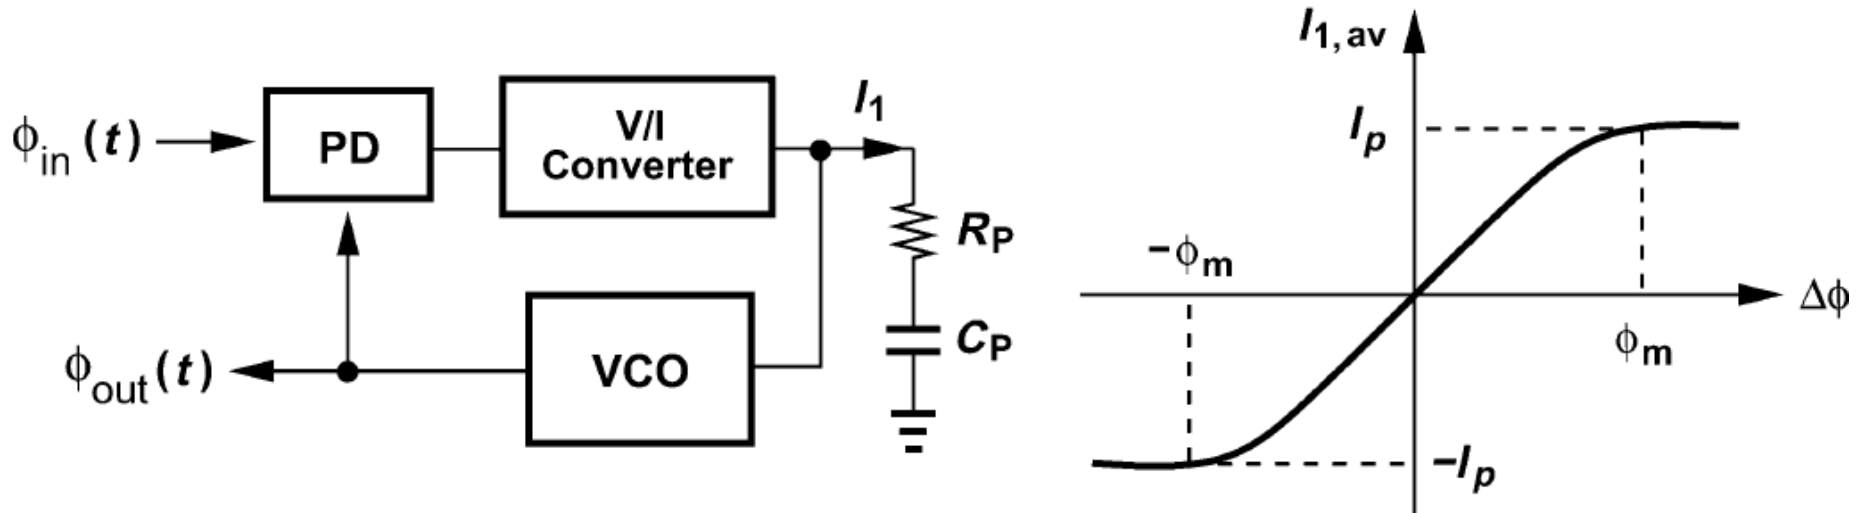 ϕin (t)
PD
V/I
Converter
I1
RP
CP
VCO
ϕout (t)
I1, av
Ip
−ϕm
Δϕ
ϕm
−Ip